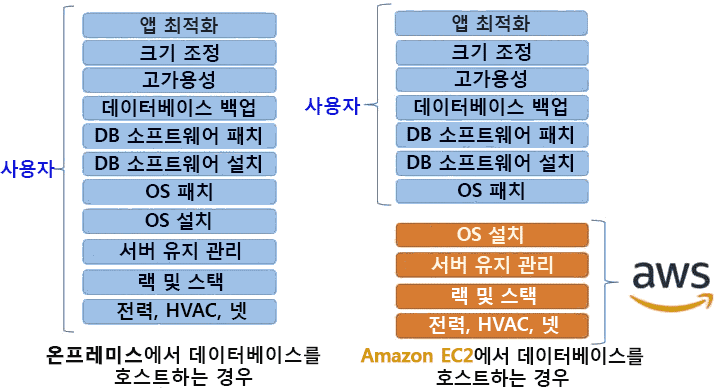 사용자
앱 최적화
크기 조정
고가용성
데이터베이스 백업
DB 소프트웨어 패치
DB 소프트웨어 설치
OS 패치
OS 설치
서버 유지 관리
랙 및 스택
전력, HVAC, 넷
온프레미스에서 데이터베이스를
호스트하는 경우
사용자
앱 최적화
크기 조정
고가용성
데이터베이스 백업
DB 소프트웨어 패치
DB 소프트웨어 설치
OS 패치
OS 설치
서버 유지 관리
랙 및 스택
전력, HVAC, 넷
aws
Amazon EC2에서 데이터베이스를
호스트하는 경우